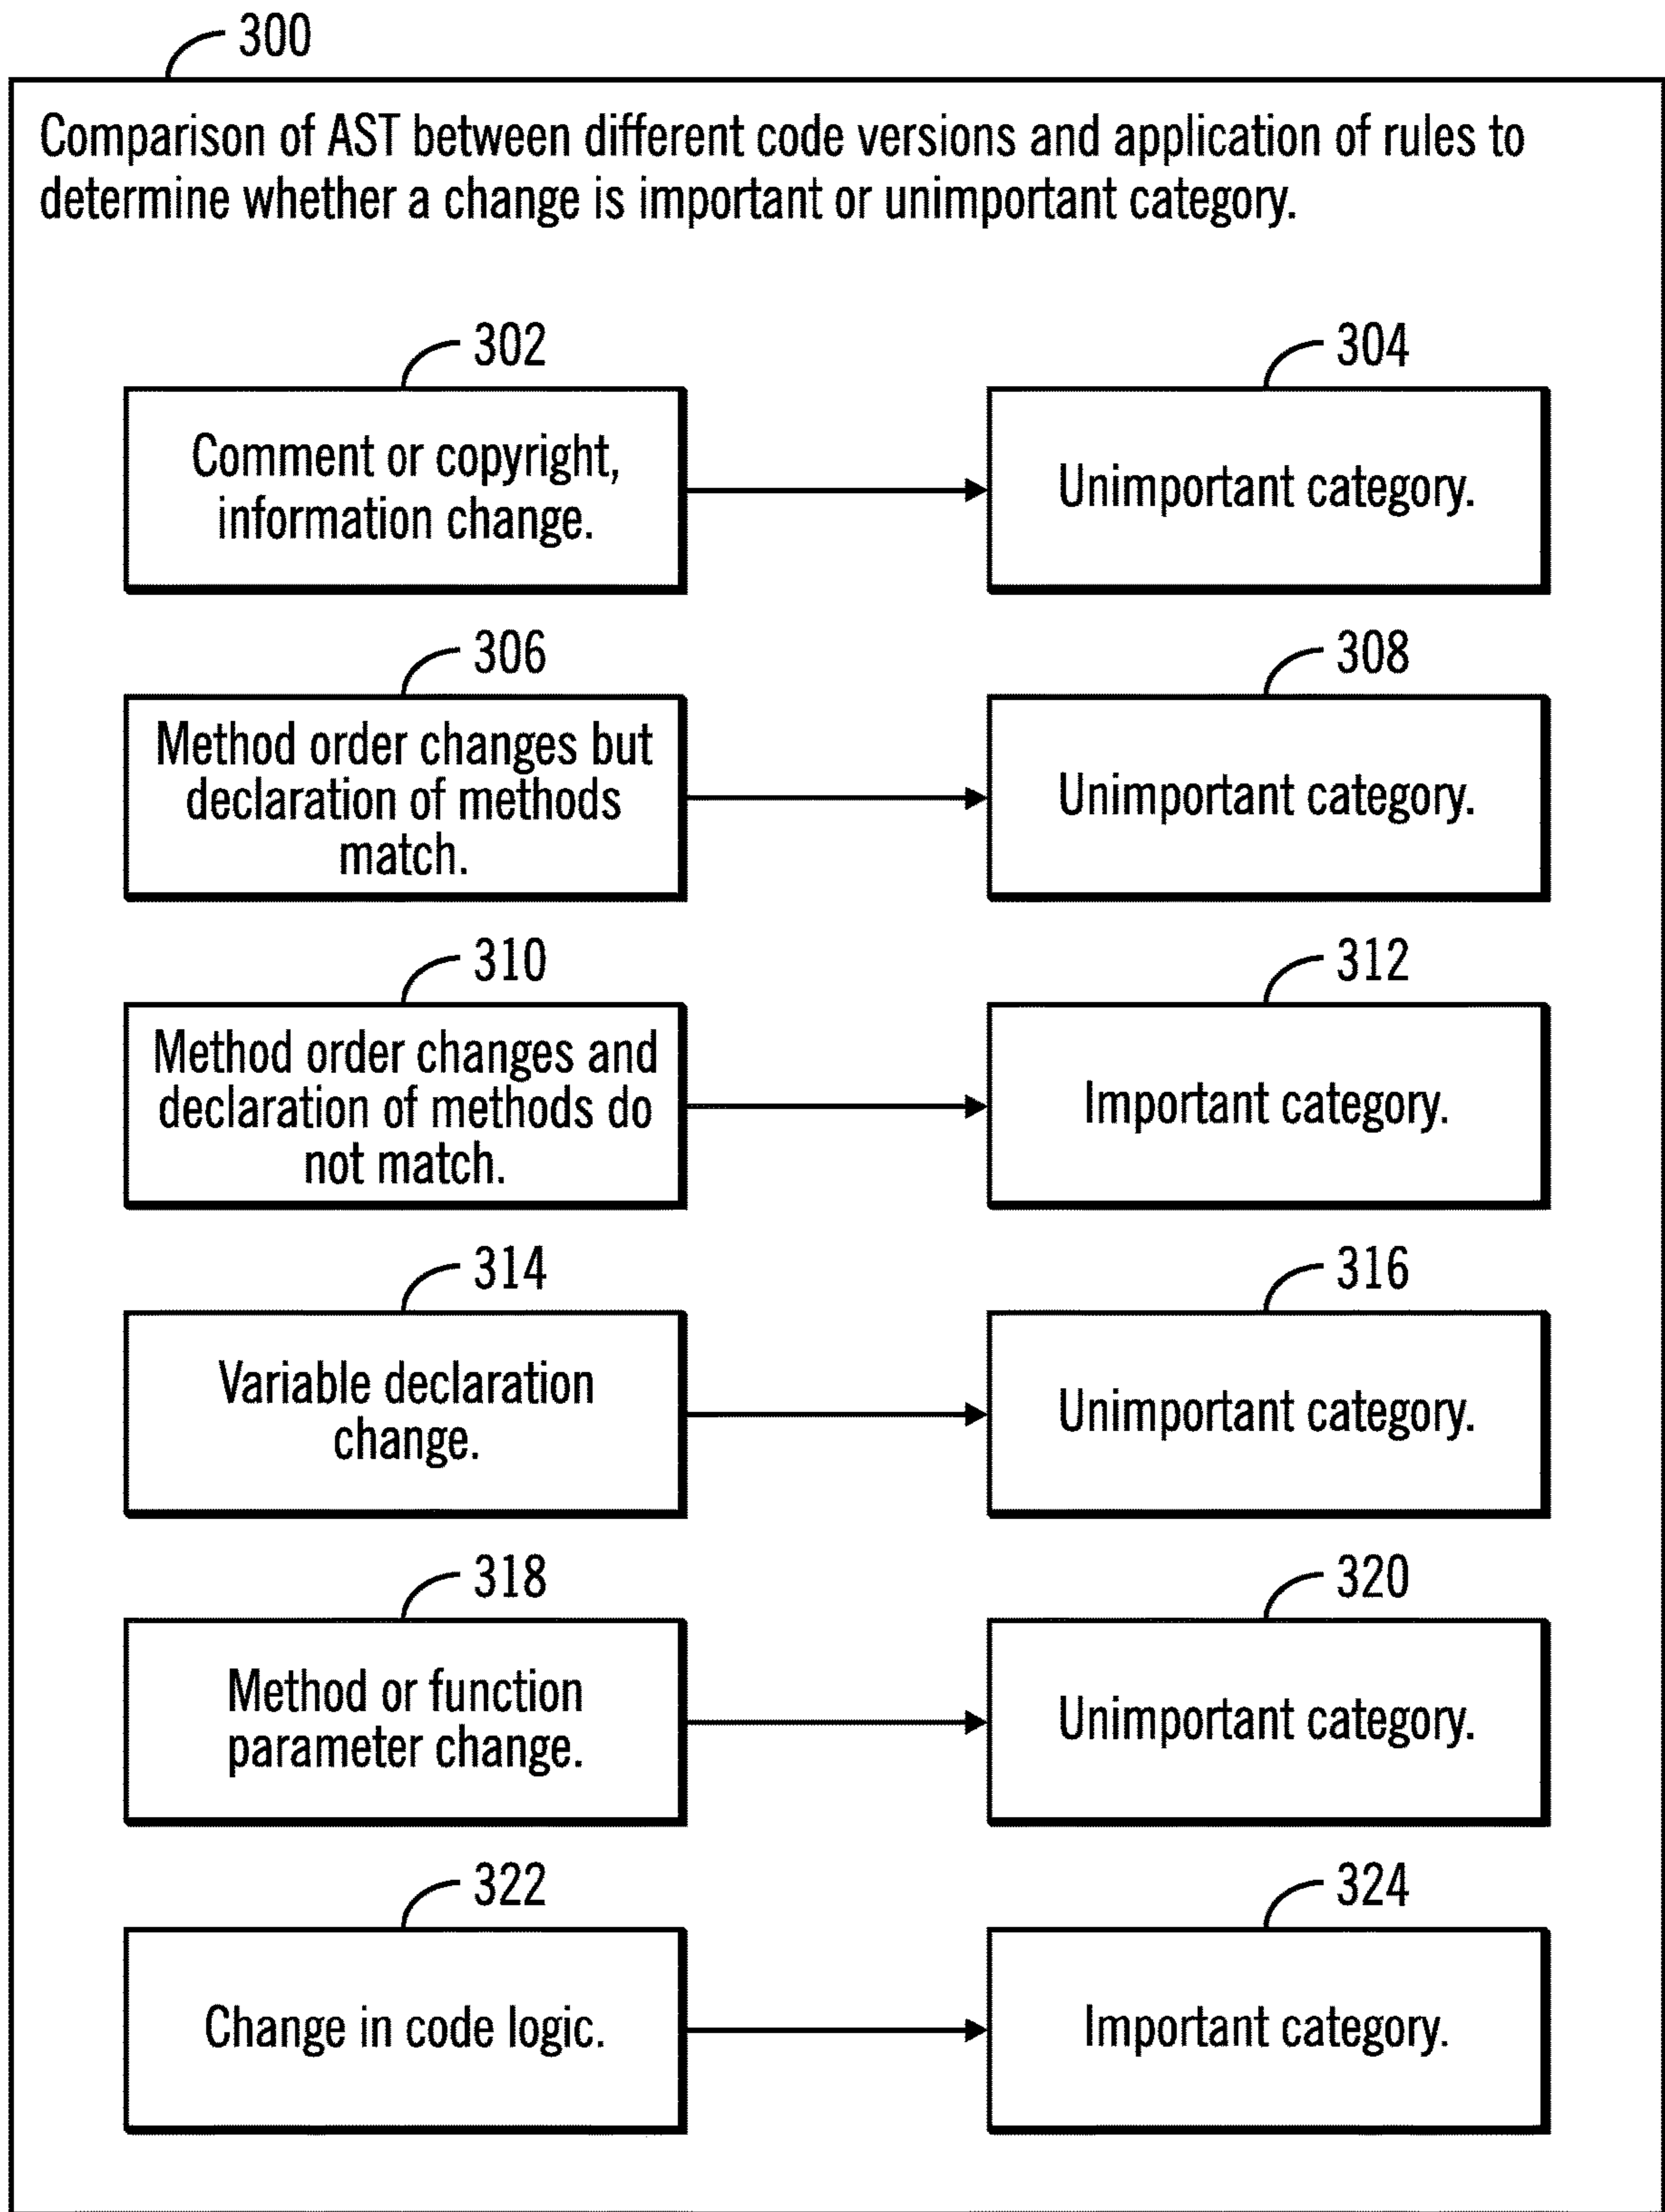 300
Comparison of AST between different code versions and application of rules to
determine whether a change is important or unimportant category.
302
304
Comment or copyright,
information change.
Unimportant category.
306
308
Method order changes but
declaration of methods
match.
Unimportant category.
310
312
Method order changes and
declaration of methods do
not match.
Important category.
314
316
Variable declaration
change.
Unimportant category.
318
320
Method or function
parameter change.
Unimportant category.
322
324
Change in code logic.
Important category.